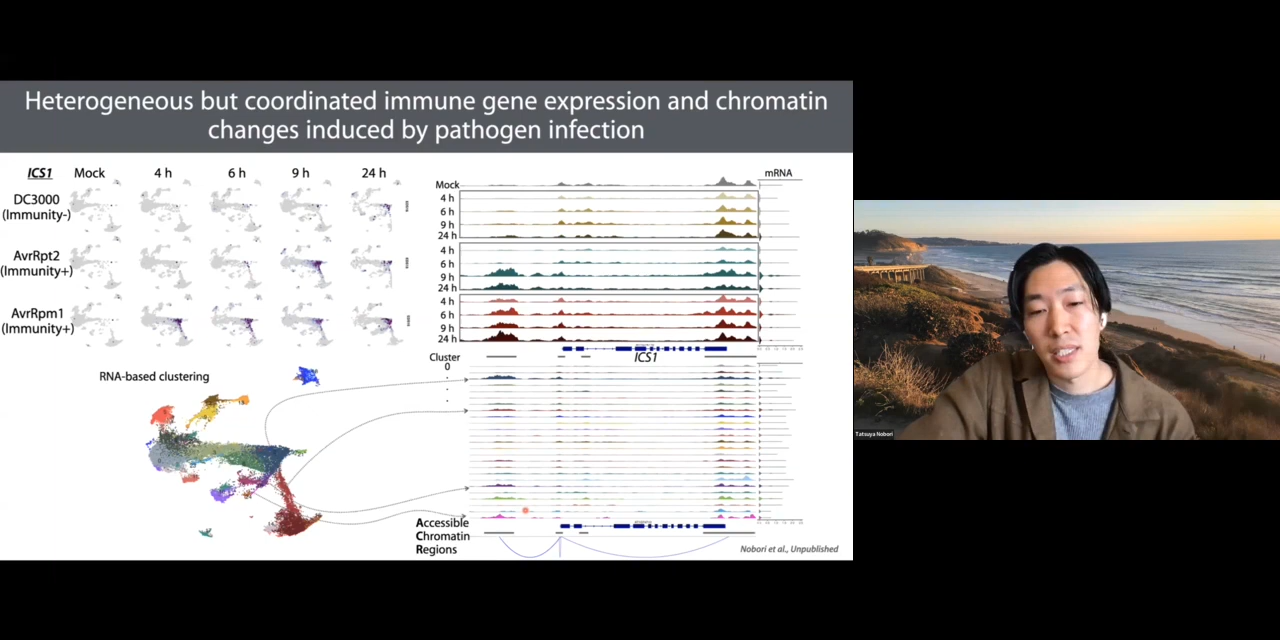 Heterogeneous but coordinated immune gene expression and chromatin
changes induced by pathogen infection
ICS1 Mock 4 h 6 h 9 h 24 h
DC3000
(Immunity-)
AvrRpt2
(Immunity+)
AvrRpm1
(Immunity+)
mRNA
Mock
4 h
6 h
9 h
24 h
4 h
6 h
9 h
24 h
4 h
6 h
9 h
24 h
ICS1
Cluster
0
RNA-based clustering
Accessible
Chromatin
Regions
Nobori et al., Unpublished
Tatsuya Nobori